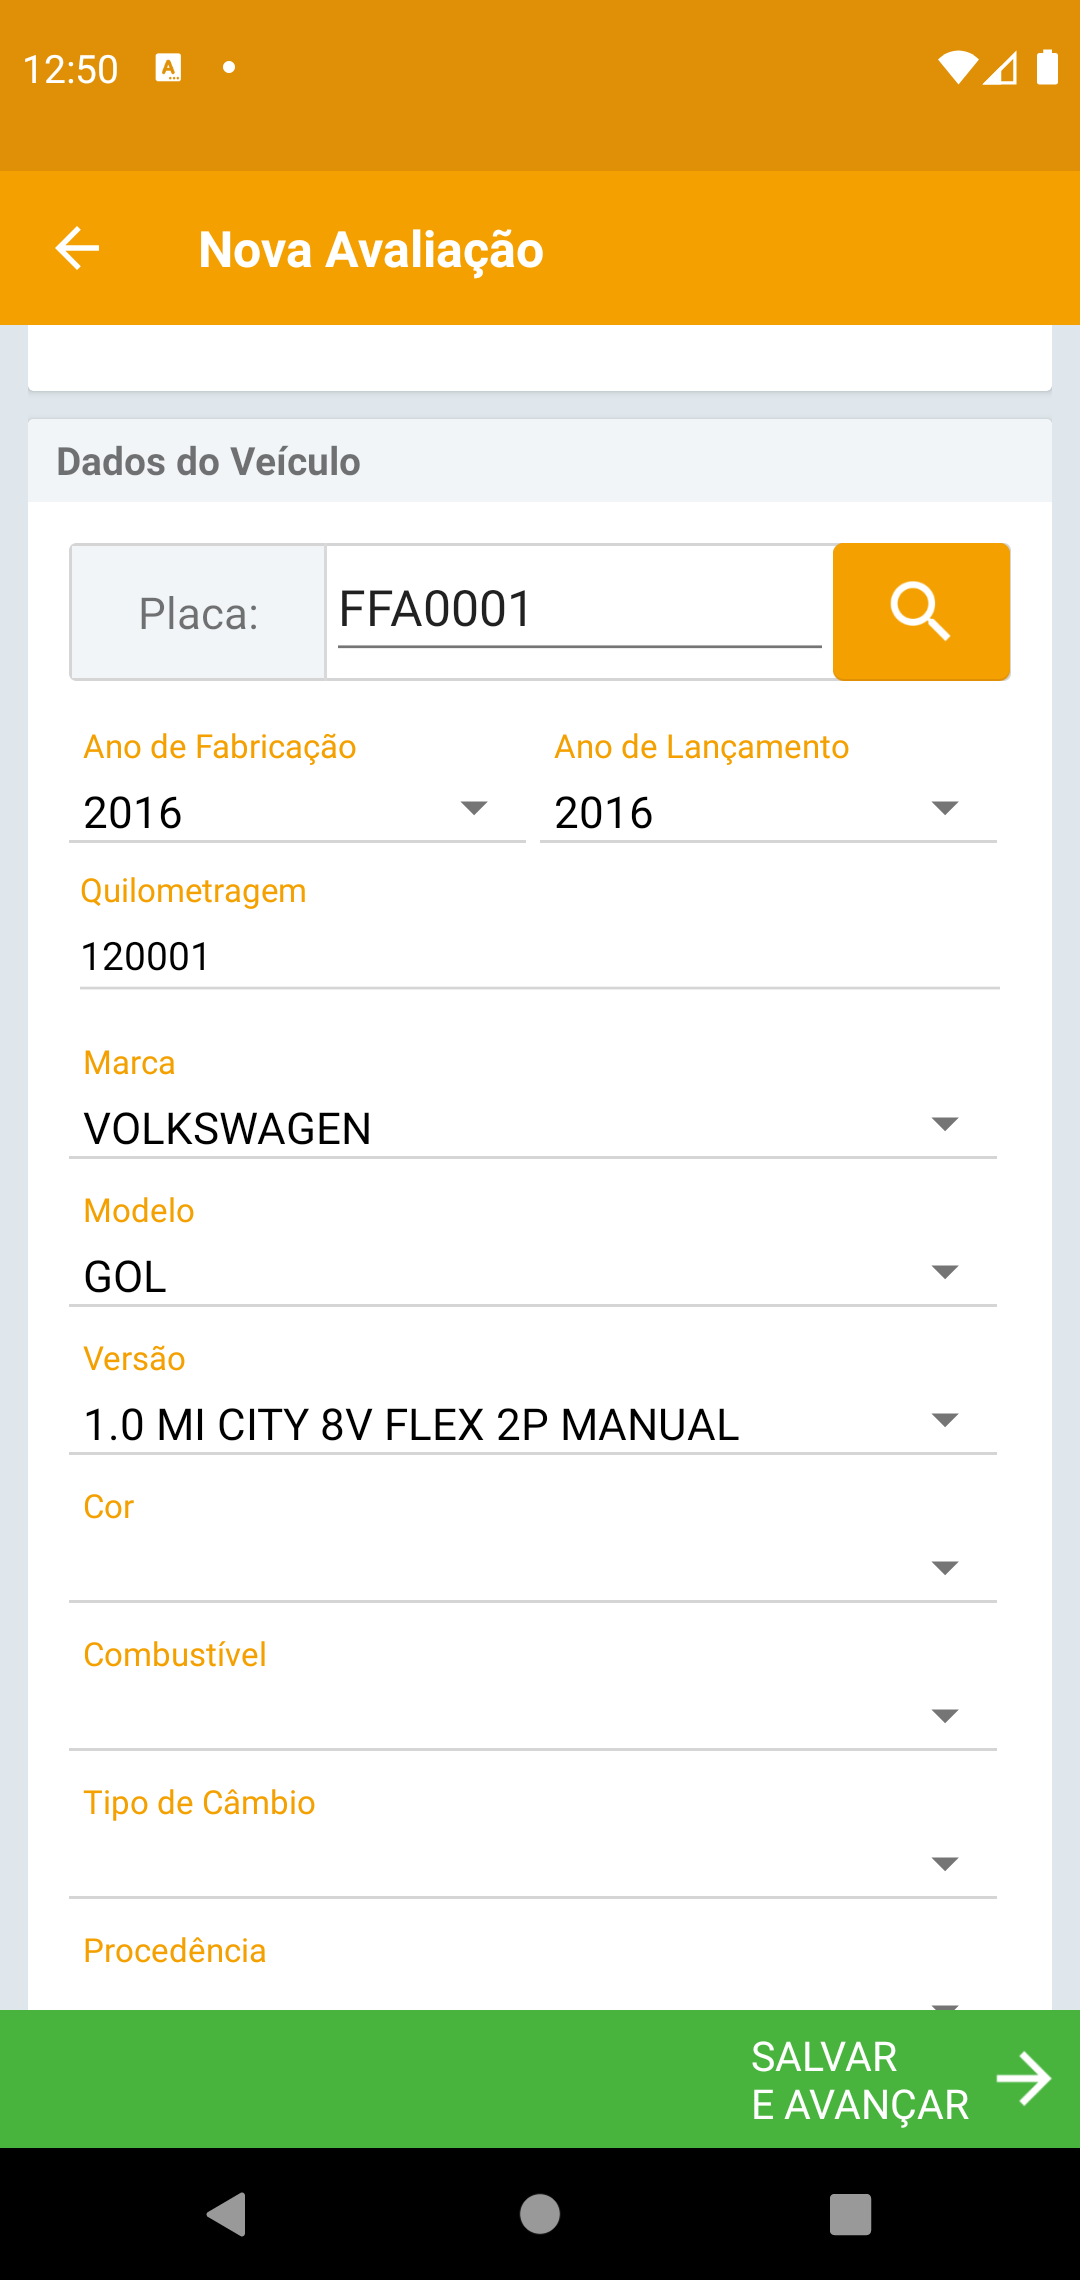 12:50
Nova Avaliação
Dados do Veículo
Placa: FFA0001
Ano de Fabricação Ano de Lançamento
2016 2016
Quilometragem
120001
Marca
VOLKSWAGEN
Modelo
GOL
Versão
1.0 MI CITY 8V FLEX 2P MANUAL
Cor
Combustível
Tipo de Câmbio
Procedência
SALVAR
E AVANÇAR